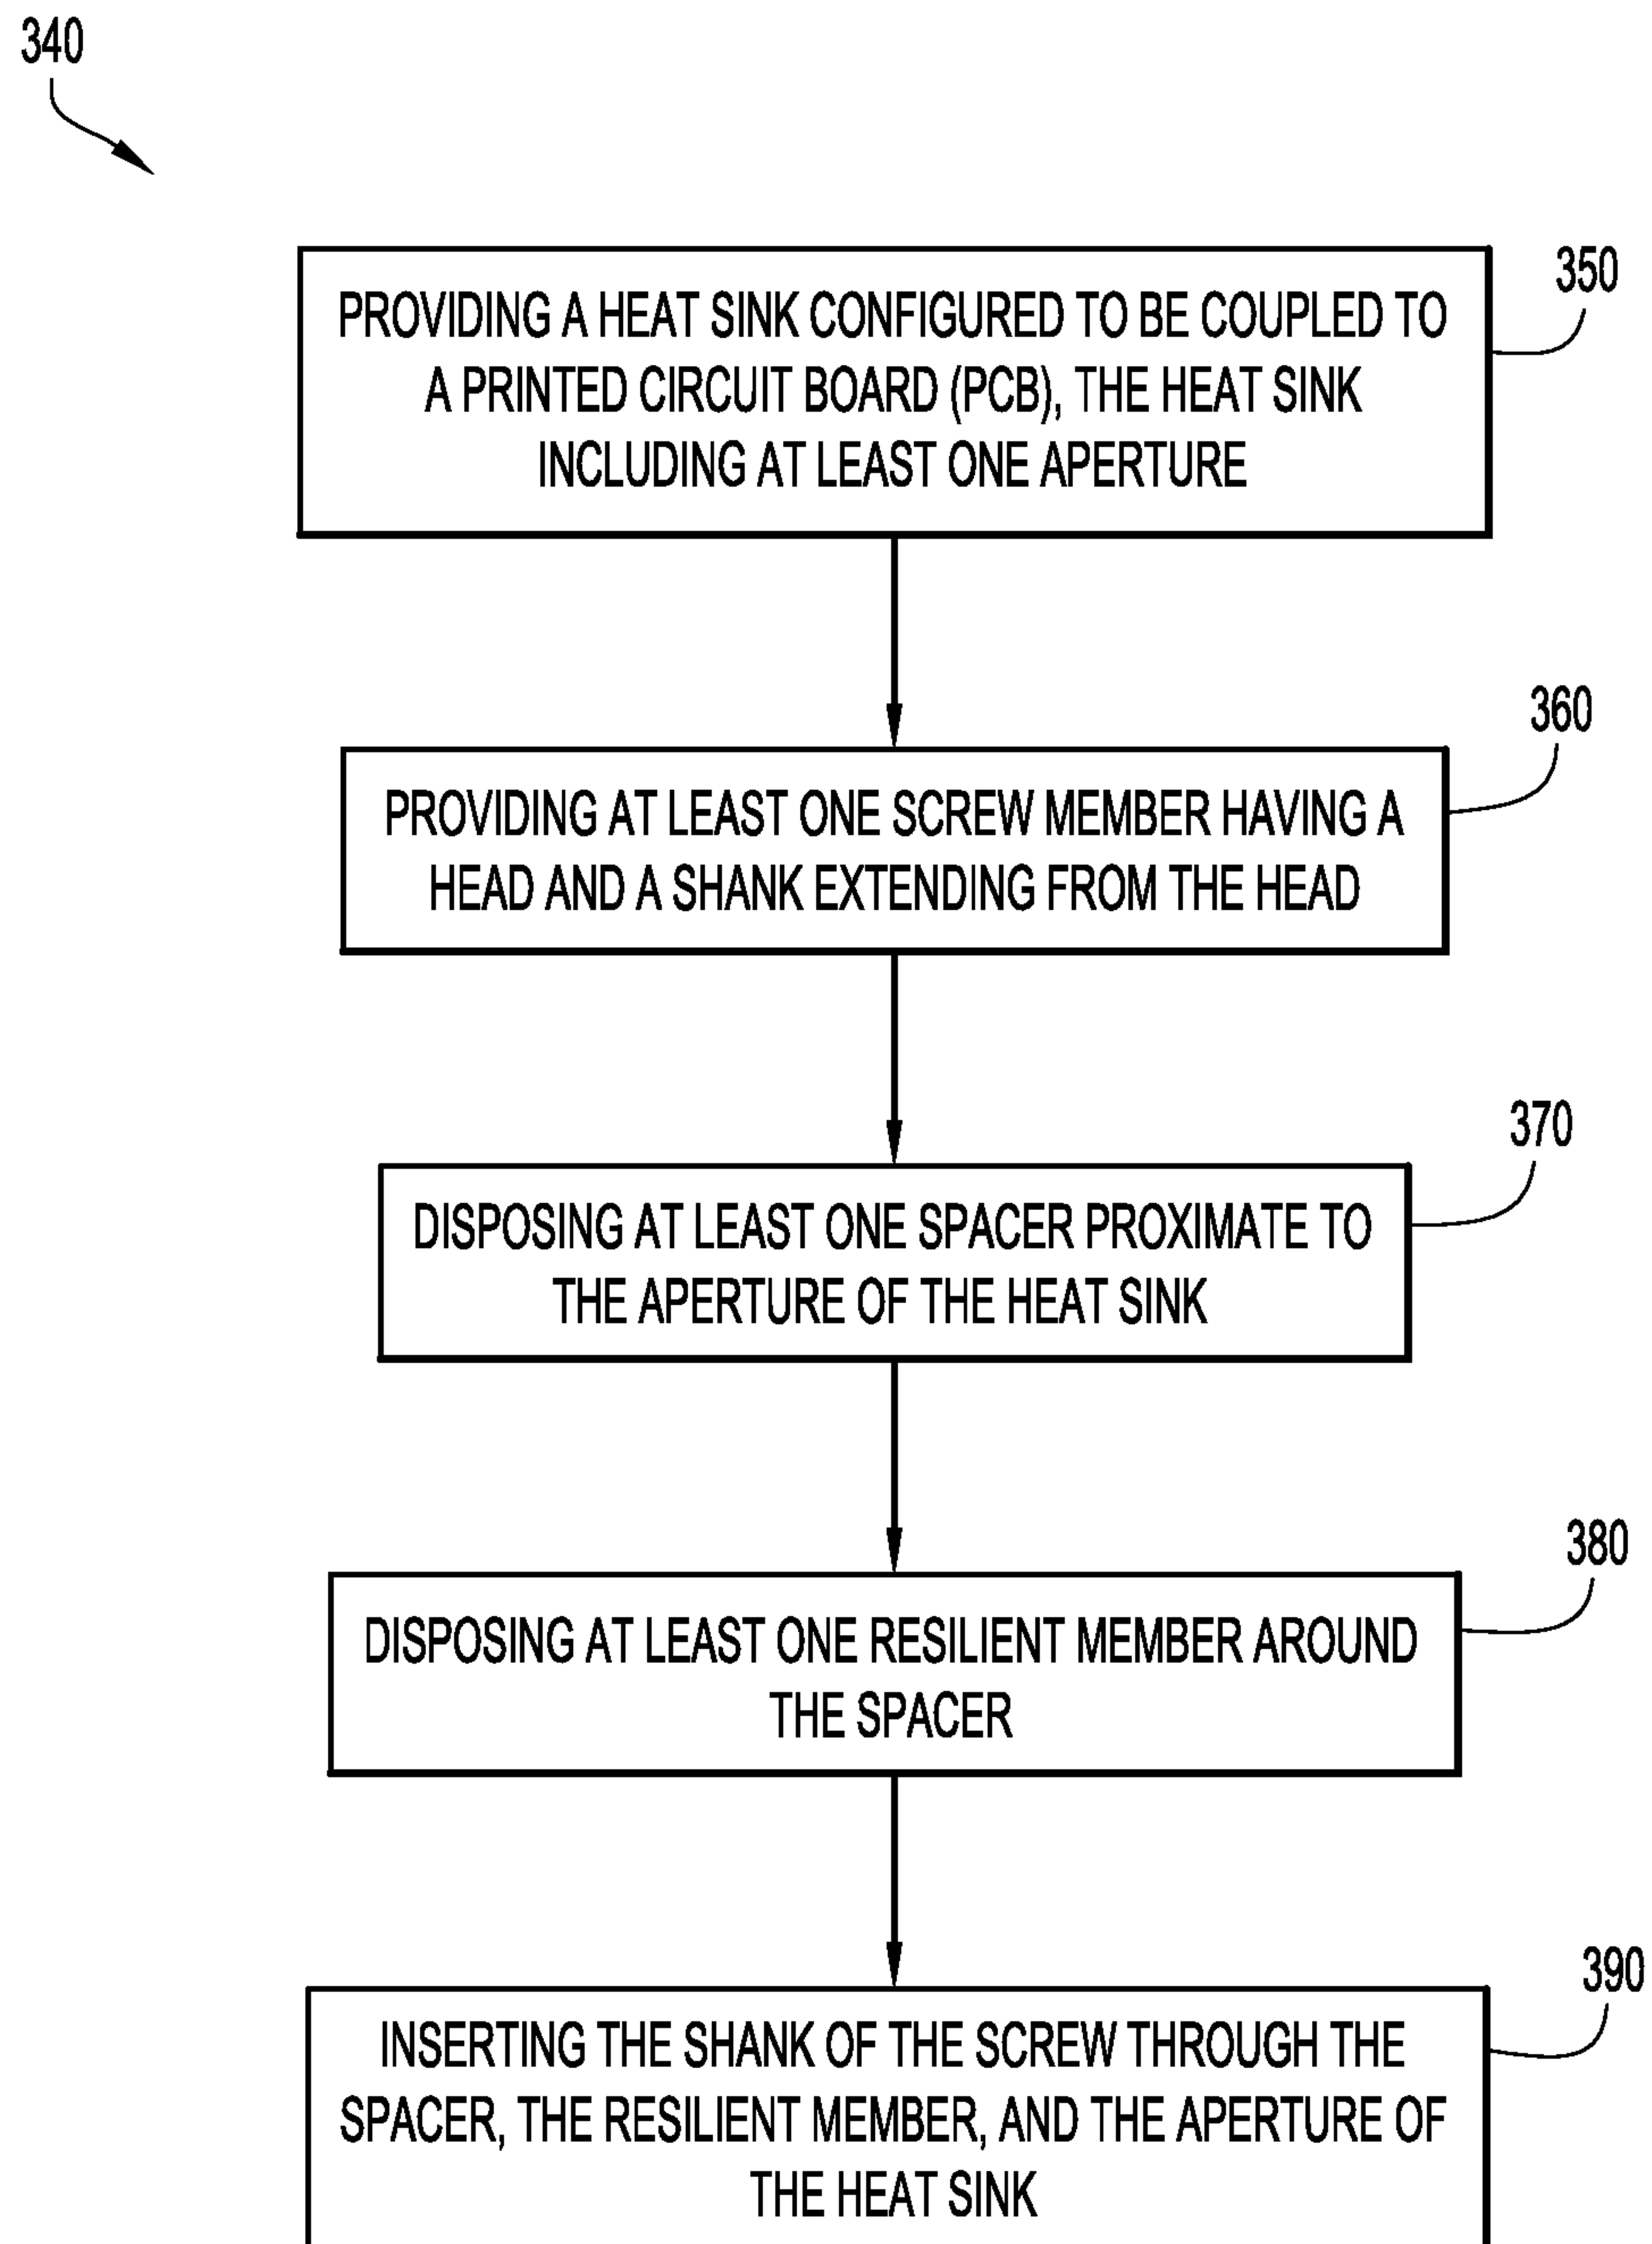 340
350
PROVIDING A HEAT SINK CONFIGURED TO BE COUPLED TO
A PRINTED CIRCUIT BOARD (PCB), THE HEAT SINK
INCLUDING AT LEAST ONE APERTURE
360
PROVIDING AT LEAST ONE SCREW MEMBER HAVING A
HEAD AND A SHANK EXTENDING FROM THE HEAD
370
DISPOSING AT LEAST ONE SPACER PROXIMATE TO
THE APERTURE OF THE HEAT SINK
380
DISPOSING AT LEAST ONE RESILIENT MEMBER AROUND
THE SPACER
390
INSERTING THE SHANK OF THE SCREW THROUGH THE
SPACER, THE RESILIENT MEMBER, AND THE APERTURE OF
THE HEAT SINK